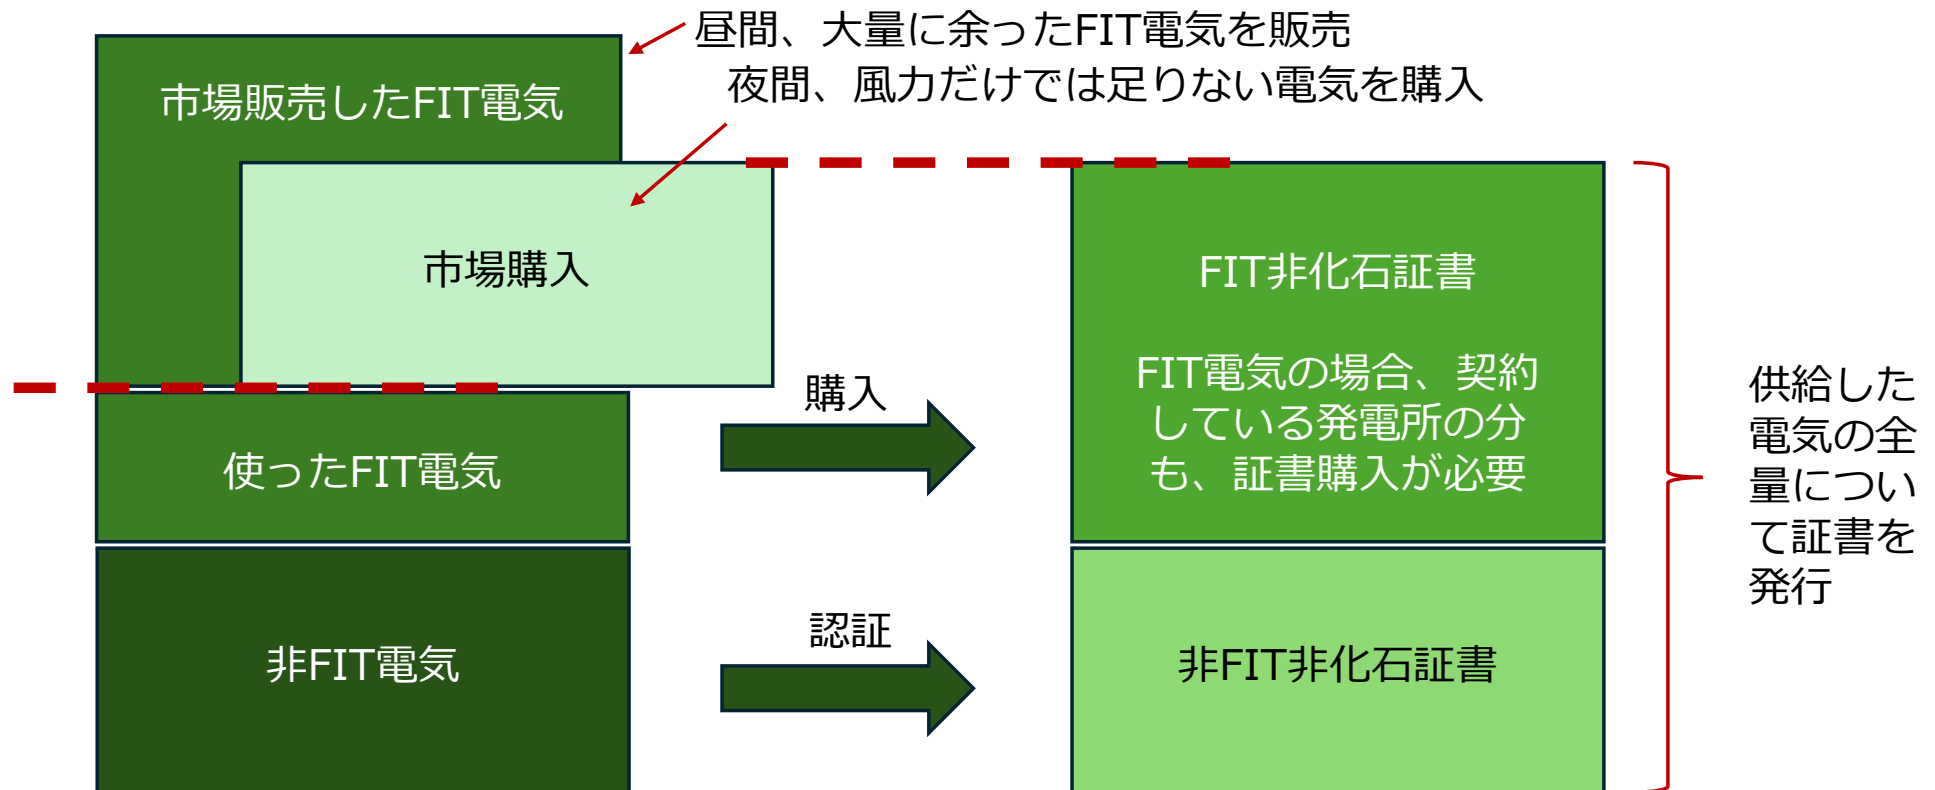 昼間、大量に余ったFIT電気を販売
夜間、風力だけでは足りない電気を購入
市場販売したFIT電気
市場購入
使ったFIT電気
非FIT電気
購入
認証
FIT非化石証書
FIT電気の場合、契約
している発電所の分
も、証書購入が必要
非FIT非化石証書
供給した
電気の全
量につい
て証書を
発行